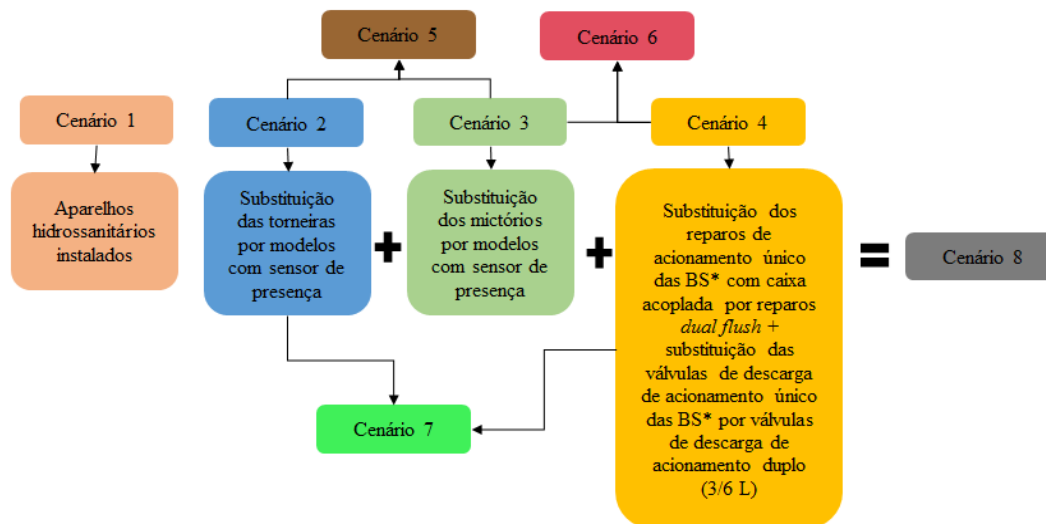 Cenário 5
Cenário 6
Cenário 1
Cenário 2
Cenário 3
Cenário 4
Aparelhos
hidrossanitários
instalados
Substituição
das torneiras
por modelos
com sensor de
presença
+
Substituição
dos mictórios
por modelos
com sensor de
presença
+
Substituição dos
reparos de
acionamento único
das BS* com caixa
acoplada por reparos
dual flush +
substituição das
válvulas de descarga
de acionamento único
das BS* por válvulas
de descarga de
acionamento duplo
(3/6 L)
=
Cenário 8
Cenário 7